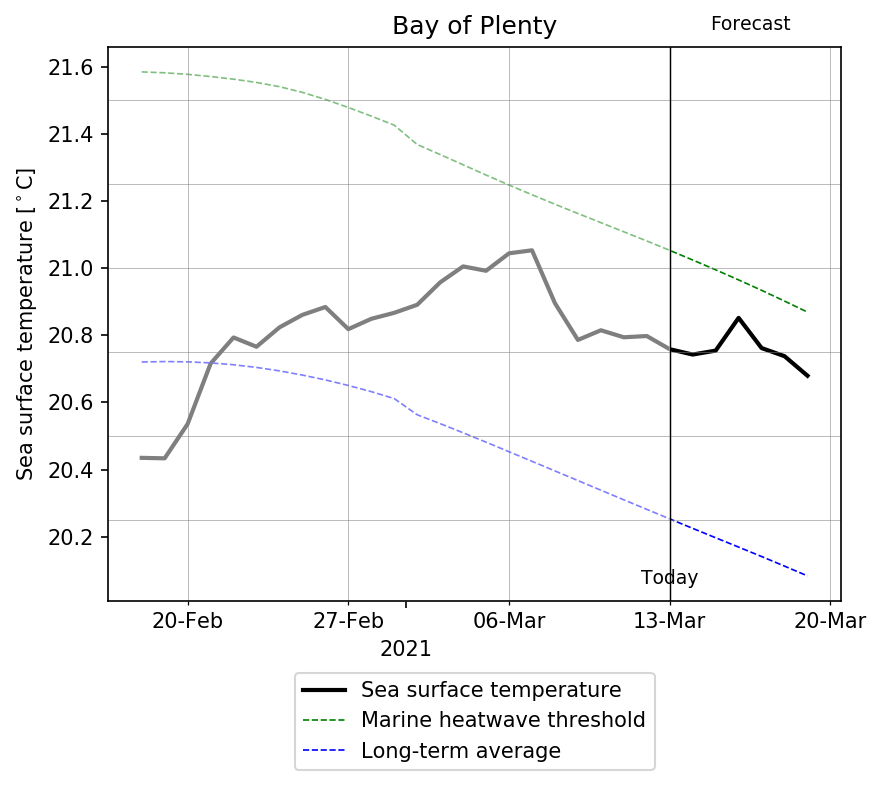 Bay of Plenty
Forecast
Sea surface temperature [°C]
21.6
21.4
21.2
21.0
20.8
20.6
20.4
20.2
Today
20-Feb
27-Feb
06-Mar
13-Mar
20-Mar
2021
Sea surface temperature
Marine heatwave threshold
Long-term average